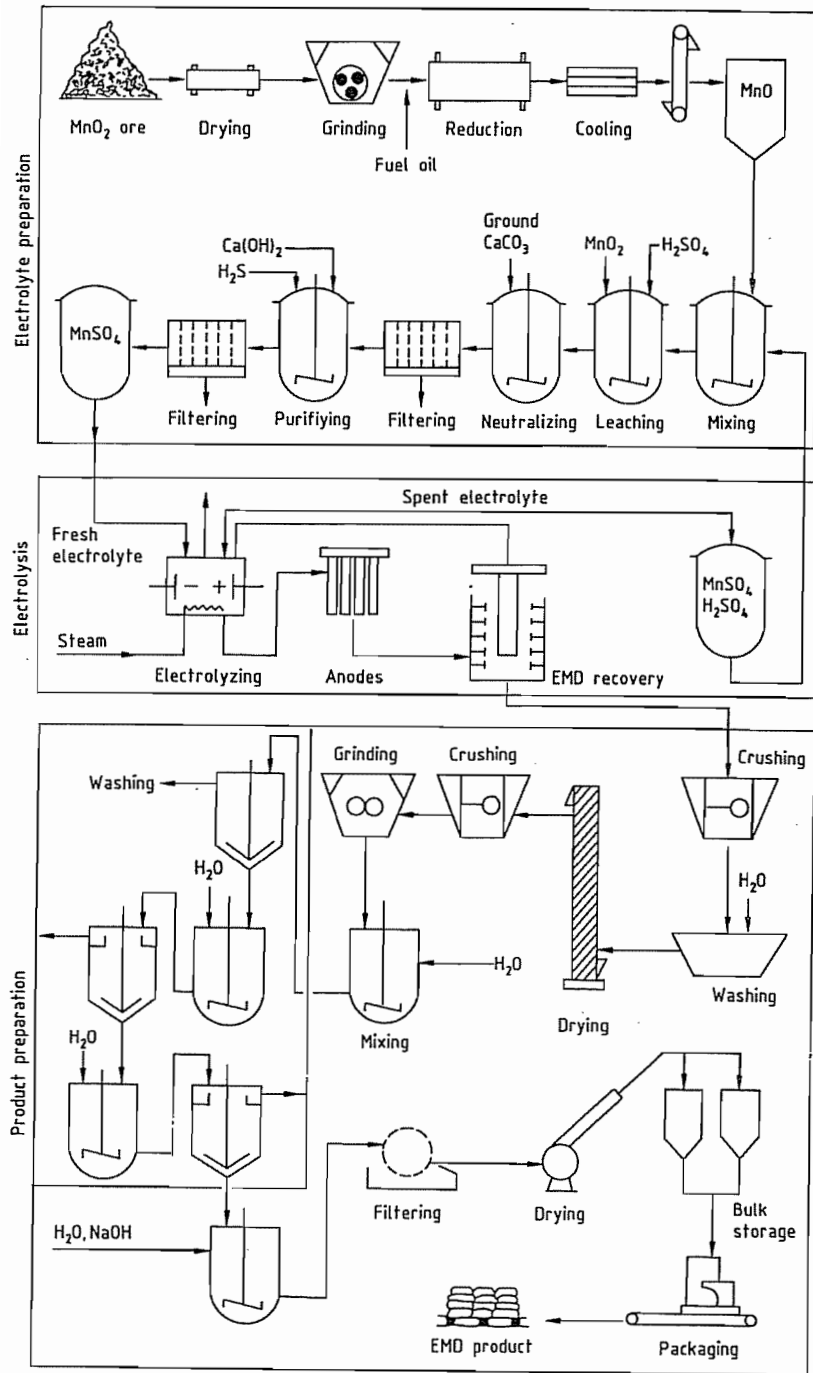 Electrolyte preparation
MnO₂ ore
Drying
Grinding
Fuel oil
Reduction
Cooling
MnO
MnSO₄
Filtering
Ca(OH)₂
H₂S
Purifiying
Filtering
Ground
CaCO₃
Neutralizing
MnO₂
H₂SO₄
Leaching
Mixing
Electrolysis
Fresh
electrolyte
Spent electrolyte
Steam
− +
Electrolyzing
Anodes
EMD recovery
MnSO₄
H₂SO₄
Product preparation
Crushing
H₂O
Washing
Drying
Crushing
Grinding
H₂O
Mixing
Washing
H₂O
H₂O
H₂O, NaOH
Filtering
Drying
Bulk
storage
Packaging
EMD product